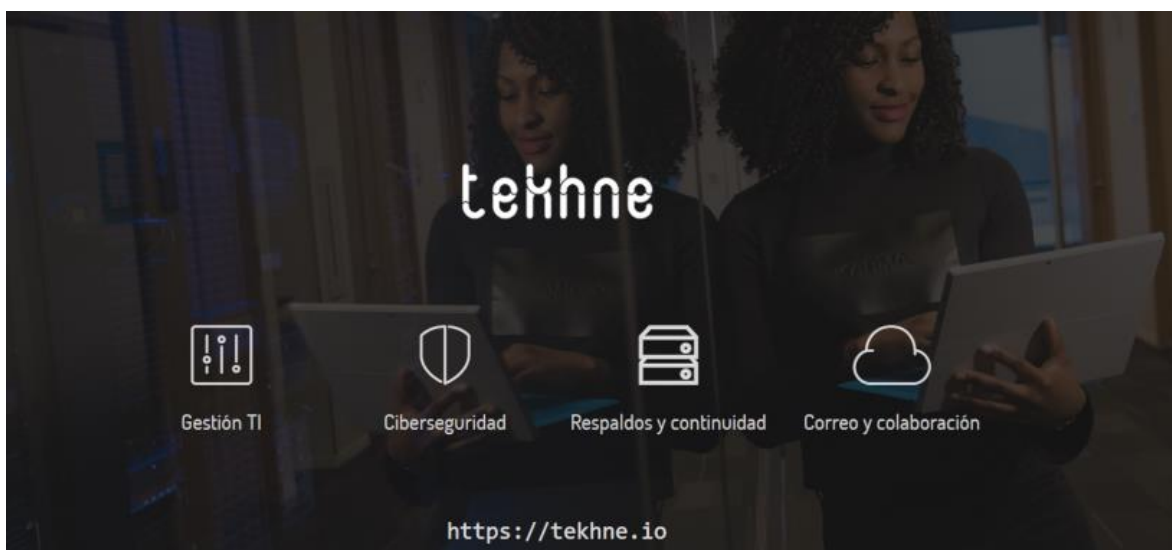 tekhne
Gestión TI
Ciberseguridad
Respaldos y continuidad
Correo y colaboración
https://tekhne.io